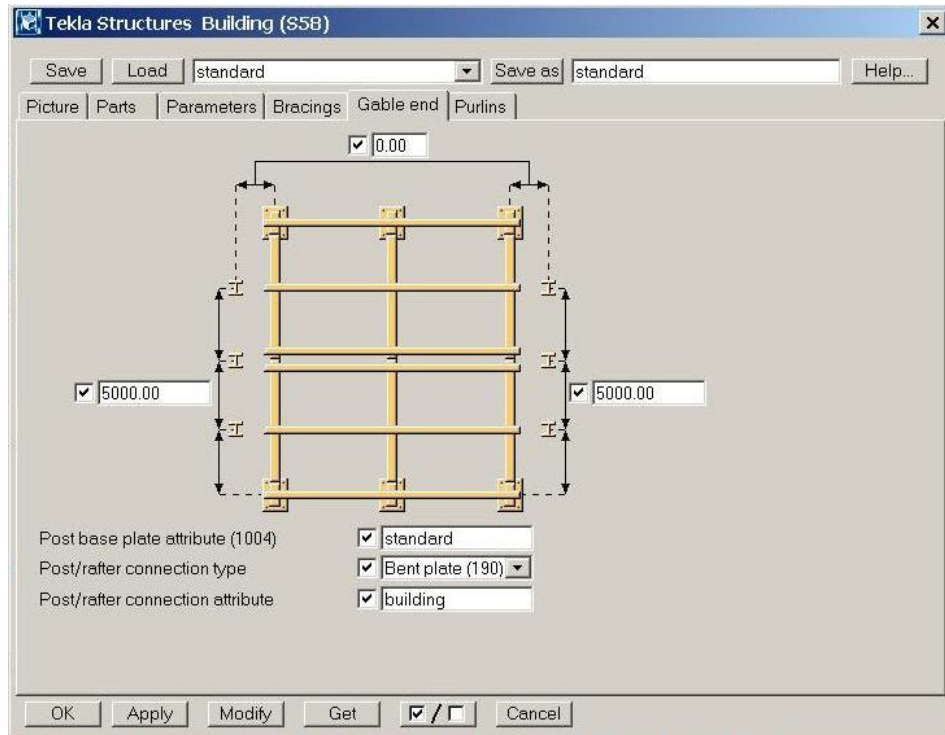 Tekla Structures Building (S58)
Save Load standard Save as standard Help...
Picture Parts Parameters Bracings Gable end Purlins
0.00
5000.00 5000.00
Post base plate attribute (1004) standard
Post/rafter connection type Bent plate (190)
Post/rafter connection attribute building
OK Apply Modify Get / Cancel